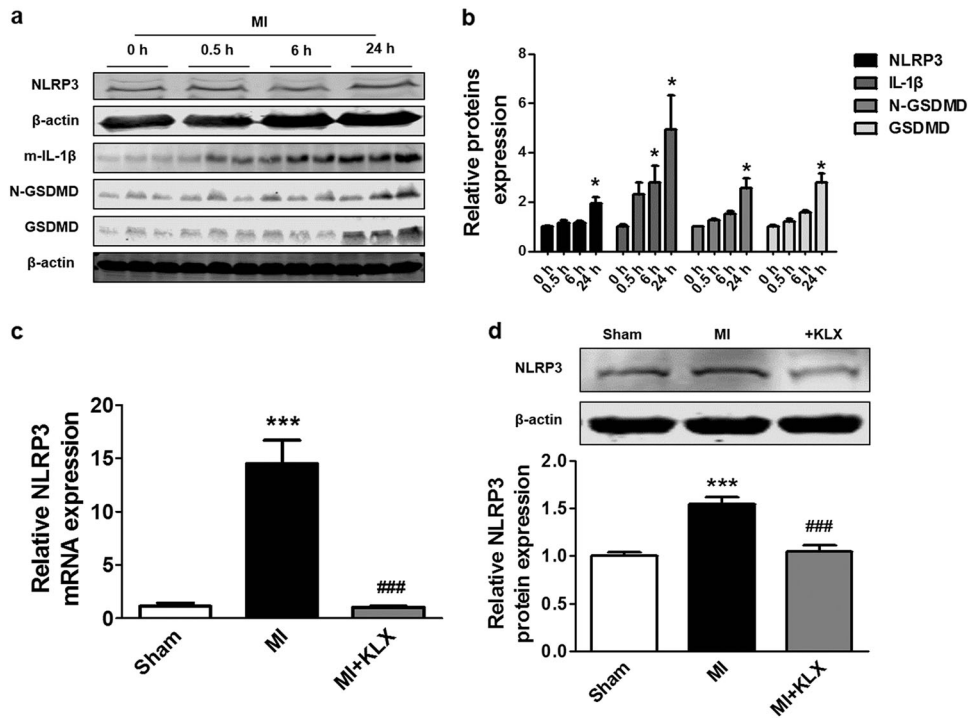 a
MI
0 h 0.5 h 6 h 24 h
NLRP3
β-actin
m-IL-1β
N-GSDMD
GSDMD
β-actin
b
Relative proteins
expression
8
6
4
2
0
0 h 0.5 h 6 h 24 h 0 h 0.5 h 6 h 24 h 0 h 0.5 h 6 h 24 h 0 h 0.5 h 6 h 24 h
* * * * *
NLRP3
IL-1β
N-GSDMD
GSDMD
c
Relative NLRP3
mRNA expression
20
15
10
5
0
***
###
Sham MI MI+KLX
d
Sham MI +KLX
NLRP3
β-actin
Relative NLRP3
protein expression
2.0
1.5
1.0
0.5
0.0
***
###
Sham MI MI+KLX